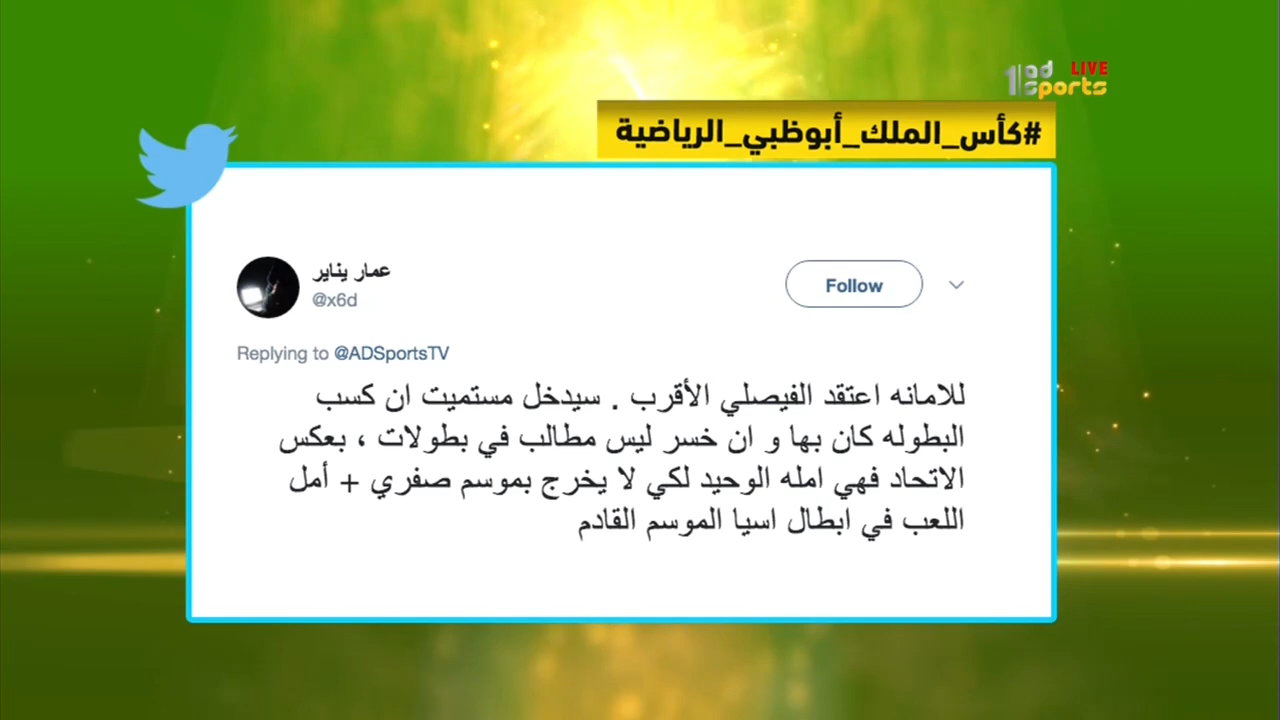 1 ad sports LIVE
#كأس_الملك_أبوظبي_الرياضية
عمار يناير
@x6d
Follow
Replying to @ADSportsTV
للامانه اعتقد الفيصلي الأقرب . سيدخل مستميت ان كسب
البطوله كان بها و ان خسر ليس مطالب في بطولات ، بعكس
الاتحاد فهي امله الوحيد لكي لا يخرج بموسم صفري + أمل
اللعب في ابطال اسيا الموسم القادم